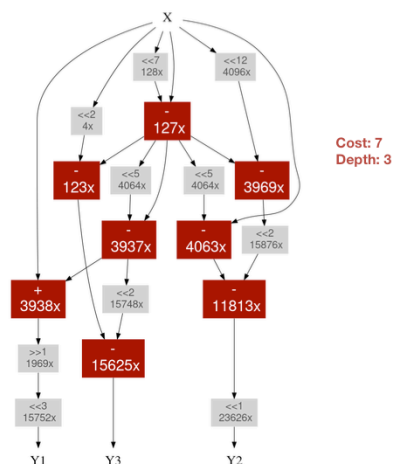 X
<<7
128x
<<12
4096x
<<2
4x
-
127x
Cost: 7
Depth: 3
-
123x
<<5
4064x
<<5
4064x
-
3969x
-
3937x
-
4063x
<<2
15876x
+
3938x
<<2
15748x
-
11813x
>>1
1969x
-
15625x
<<3
15752x
<<1
23626x
Y1
Y3
Y2